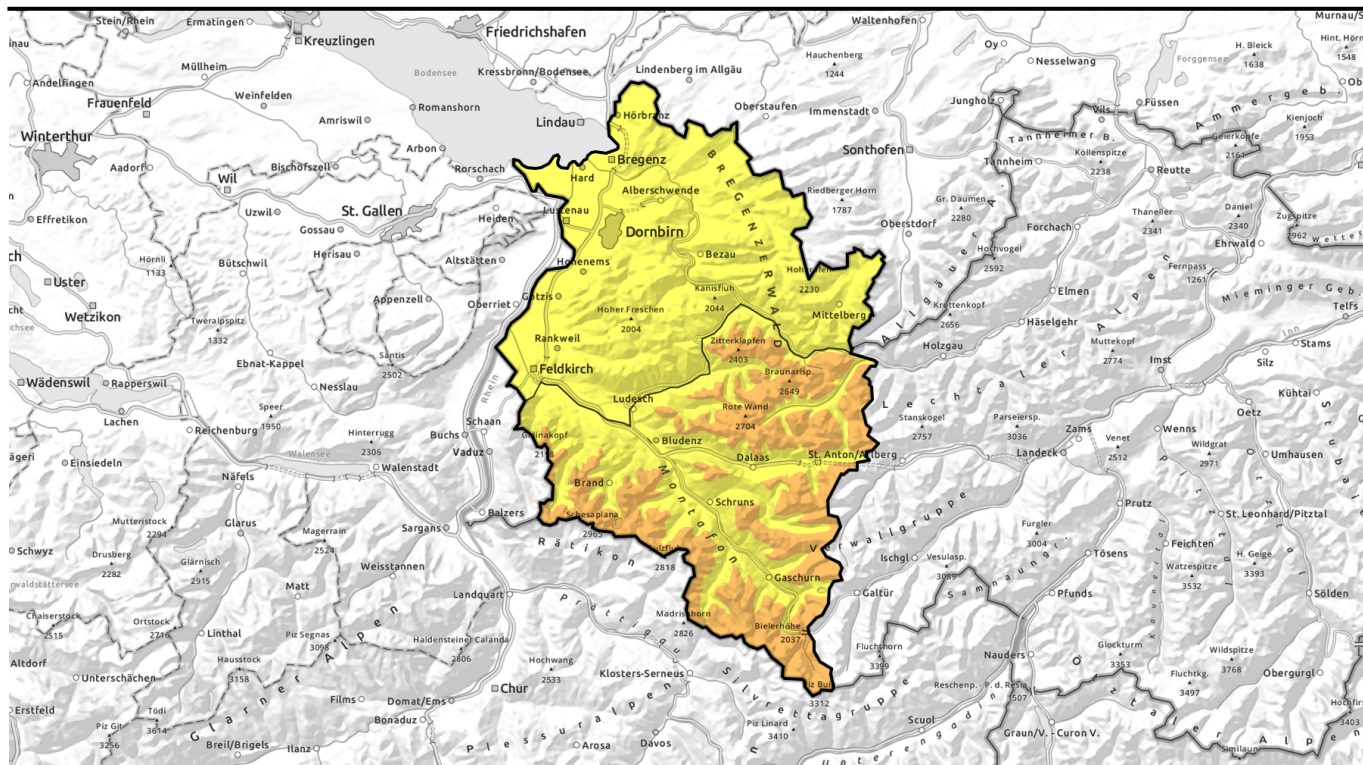 Stein/Rhein
Ermatingen
Kreuzlingen
Friedrichshafen
Waltenhofen
Murnau/S
Oy
H. Bleick
1638
Hint. Hörn
1548
Hauchenberg
1244
Nesselwang
Forggensee
Müllheim
Bodensee
Kressbronn/Bodensee
Lindenberg im Allgäu
Andelfingen
Frauenfeld
Weinfelden
Romanshorn
Oberstaufen
Immenstadt
Jungholz
Vils
Füssen
Ammergeb.
Kienjoch
1953
Hörbranz
Lindau
Amriswil
Winterthur
Geierköpfe
2161
Tannheimer B.
Köllenspitze
2238
Arbon
Sonthofen
Tannheim
Reutte
Bregenz
Aadorf
Bischofszell
Rorschach
Hard
Wil
Alberschwende
BREGENZERWALD
Riedberger Horn
1787
Gr. Daumen
2280
Daniel
2340
Thaneller
2341
Zugspitze
2962
Uzwil
St. Gallen
Heiden
Lustenau
Effretikon
Gossau
Dornbirn
Oberstdorf
Forchach
Ehrwald
Wette
Hochvogel
2592
Herisau
Altstätten
Bezau
Fernpass
1261
Hörnli
1133
Bütschwil
Hohenems
2230
Uster
Elmen
Mieminger Geb
Kanisfluh
2044
Appenzell
Oberriet
Götzis
Hoher Freschen
2004
Mittelberg
Krottenkopf
2656
Allgäuer A.
Telfs
Wetzikon
Tweralpspitz
1332
Häselgehr
Zitterklapfen
2403
Rankweil
Muttekopf
2774
Stams
Inn
Säntis
2502
Ebnat-Kappel
Holzgau
Imst
Silz
Feldkirch
Braunarlsp.
2649
Wädenswil
Rapperswil
Nesslau
Rhein
Lechtaler Alpen
Kühtai
Ludesch
Speer
1950
Rote Wand
2704
Stanskogel
2757
Parseiersp.
3036
Oetz
Lachen
Schaan
Reichenburg
Hinterrugg
2306
Buchs
Bludenz
Zams
Wenns
Venet
2512
Wildgrat
2971
Walensee
Vaduz
St. Anton/Arlberg
Landeck
Umhausen
Einsiedeln
Walenstadt
Dalaas
Näfels
Brand
Montafon
Schruns
Prutz
Mutteristock
2294
Balzers
Schesaplana
2965
St. Leonhard/Pitztal
Glarus
Magerrain
2524
Sargans
Furgler
3004
Schwyz
Drusberg
2282
Rätikon
2818
Verwallgruppe
Ischgl
Vesulasp.
3089
Feichten
H. Geige
3393
Tösens
Glärnisch
2915
Weisstannen
Gaschurn
Watzespitze
3532
Matt
Landquart
Galtür
Samnaungr.
Pfunds
Kaunertal
Sölden
Chaiserstock
2515
Ortstock
2716
Madrisahorn
2826
Bielerhöhe
2037
Linthal
Piz Segnas
3098
Haldensteiner Calanda
2806
Prätigau
Fluchthorn
3399
Glockturm
3353
Wildspitze
3768
Nauders
Altdorf
Hausstock
3158
Hochwang
2533
Klosters-Serneus
Fluchtkg.
3497
Obergurgl
Unterschächen
Films
Chur
Reschenp. - P. d. Resia
1507
Domat/Ems
3312
Erstfeld
Tödi
3614
Piz Git
3256
Bonaduz
Piz Linard
3410
Silvrettagruppe
Scuol
Graun/V. - Curon V.
3403
Glarner Alpen
Breil/Brigels
Ilanz
Plessuralpen
Arosa
Davos
Unterengadin
Ötztaler Alpen
Similaun